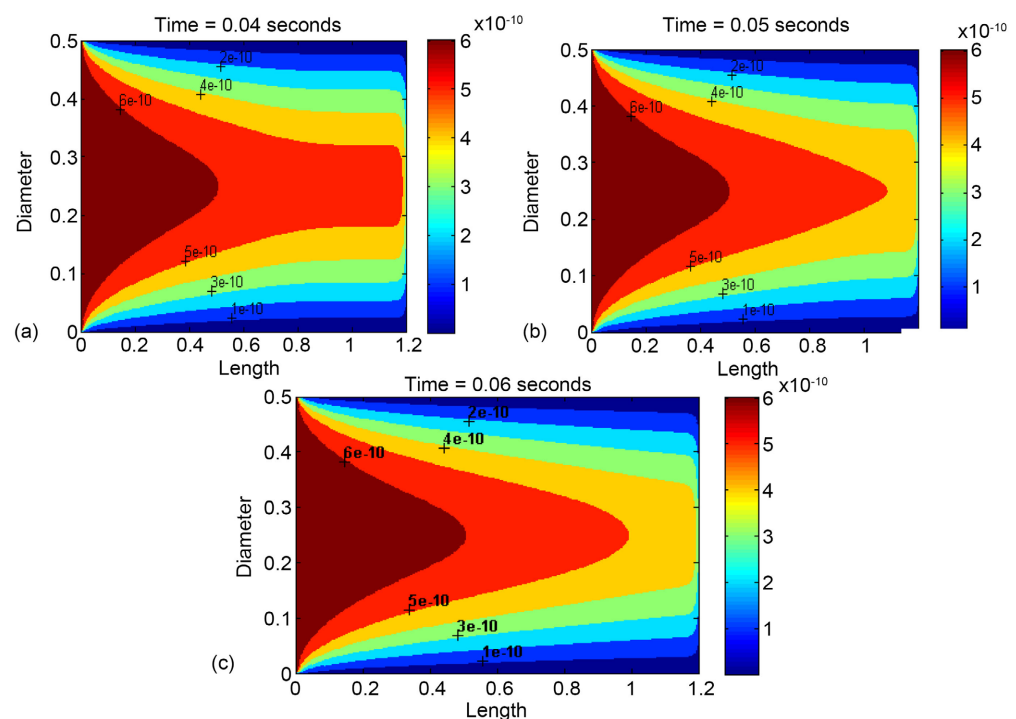 Time = 0.04 seconds
x10-10
0.5
0.4
0.3
0.2
0.1
0
Diameter
2e-10
4e-10
6e-10
5e-10
3e-10
1e-10
0 0.2 0.4 0.6 0.8 1 1.2
Length
6
5
4
3
2
1
(a)
Time = 0.05 seconds
x10-10
0.5
0.4
0.3
0.2
0.1
0
Diameter
2e-10
4e-10
6e-10
5e-10
3e-10
1e-10
0 0.2 0.4 0.6 0.8 1
Length
6
5
4
3
2
1
(b)
Time = 0.06 seconds
x10-10
0.5
0.4
0.3
0.2
0.1
0
Diameter
2e-10
4e-10
6e-10
5e-10
3e-10
1e-10
0 0.2 0.4 0.6 0.8 1 1.2
Length
6
5
4
3
2
1
(c)